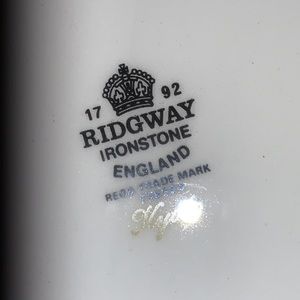 17 92
RIDGWAY
IRONSTONE
ENGLAND
REGD TRADE MARK